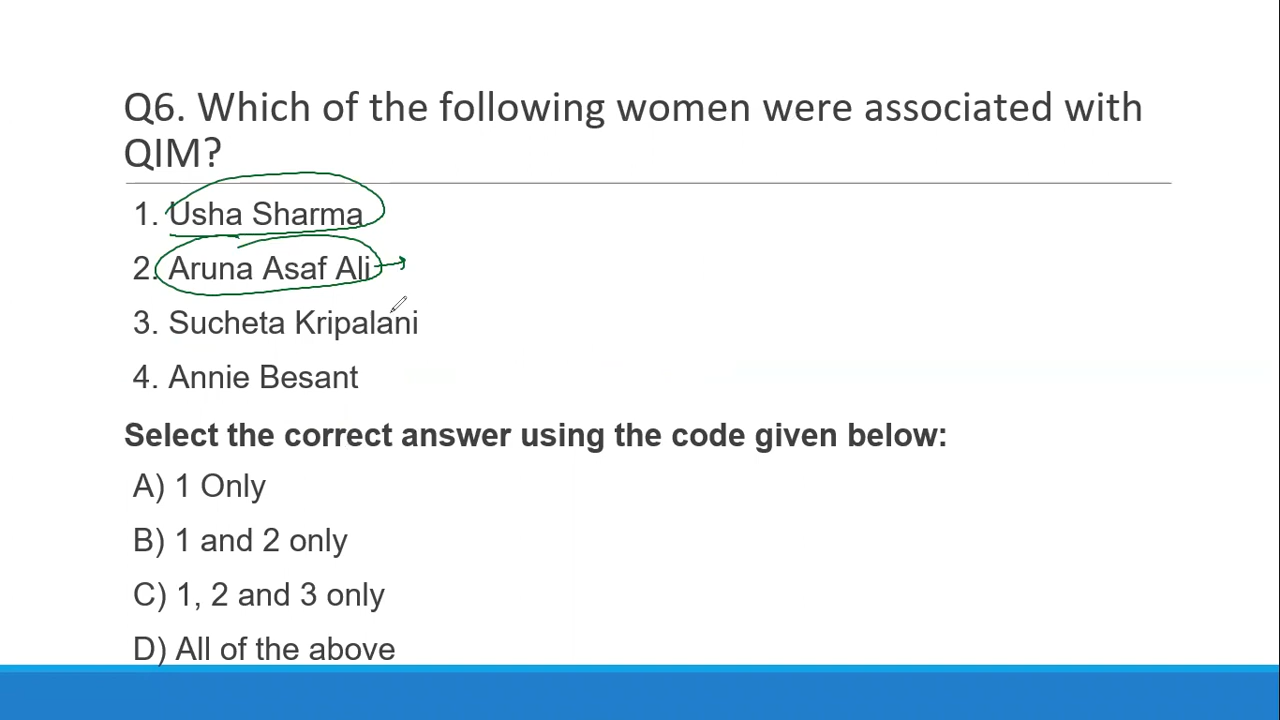 Q6. Which of the following women were associated with
QIM?
1. Usha Sharma
2. Aruna Asaf Ali
3. Sucheta Kripalani
4. Annie Besant
Select the correct answer using the code given below:
A) 1 Only
B) 1 and 2 only
C) 1, 2 and 3 only
D) All of the above